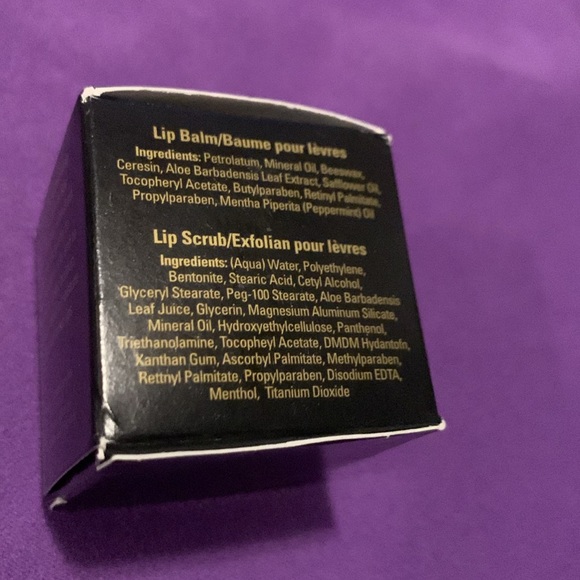 Lip Balm/Baume pour lèvres
Ingredients: Petrolatum, Mineral Oil, Beeswax,
Ceresin, Aloe Barbadensis Leaf Extract, Safflower Oil,
Tocopheryl Acetate, Butylparaben, Retinyl Palmitate,
Propylparaben, Mentha Piperita (Peppermint) Oil
Lip Scrub/Exfolian pour lèvres
Ingredients: (Aqua) Water, Polyethylene,
Bentonite, Stearic Acid, Cetyl Alcohol,
Glyceryl Stearate, Peg-100 Stearate, Aloe Barbadensis
Leaf Juice, Glycerin, Magnesium Aluminum Silicate,
Mineral Oil, Hydroxyethylcellulose, Panthenol,
Triethanolamine, Tocopheyl Acetate, DMDM Hydantofn,
Xanthan Gum, Ascorbyl Palmitate, Methylparaben,
Rettnyl Palmitate, Propylparaben, Disodium EDTA,
Menthol, Titanium Dioxide